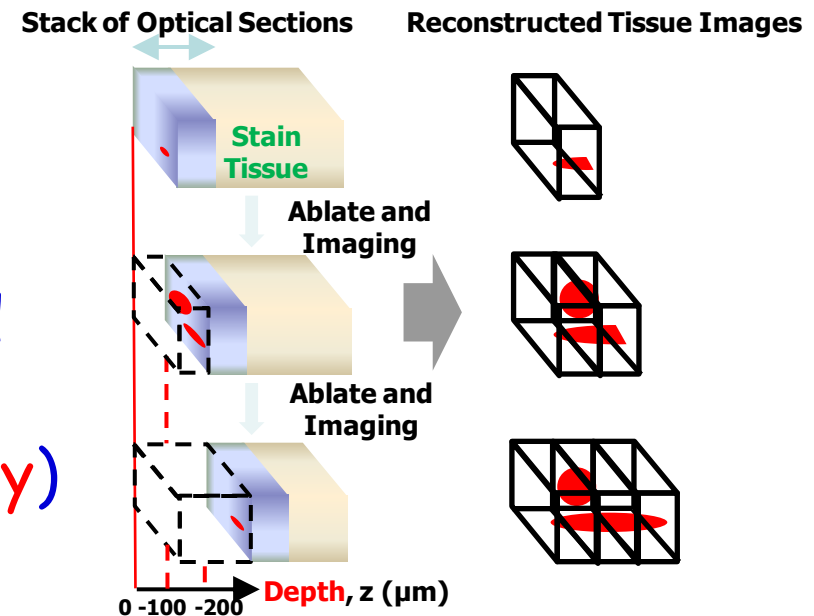 Stack of Optical Sections
Reconstructed Tissue Images
Stain
Tissue
Ablate and
Imaging
Ablate and
Imaging
y)
Depth, z (µm)
0 -100 -200